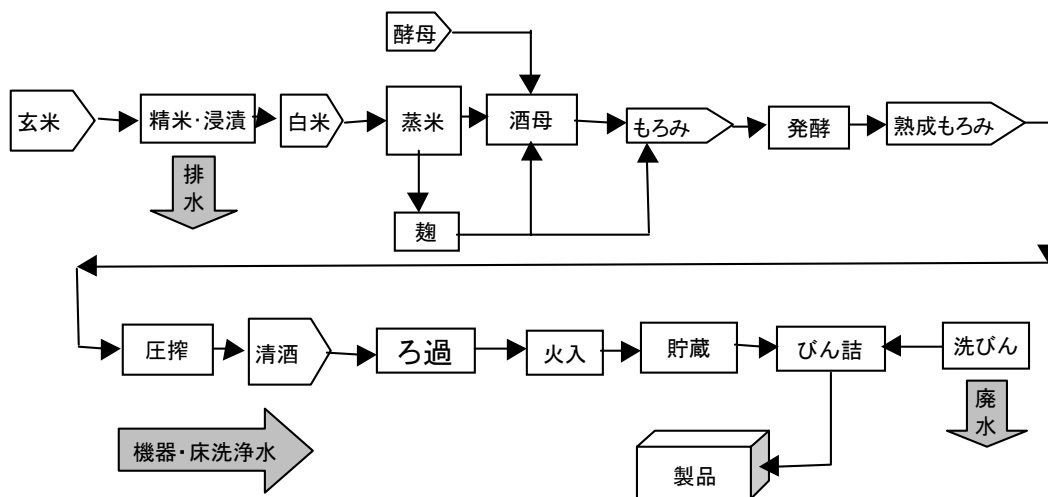 酵母
玄米
精米・浸漬
白米
蒸米
酒母
もろみ
発酵
熟成もろみ
排
水
麹
圧搾
清酒
ろ過
火入
貯蔵
びん詰
洗びん
廃
水
機器・床洗浄水
製品